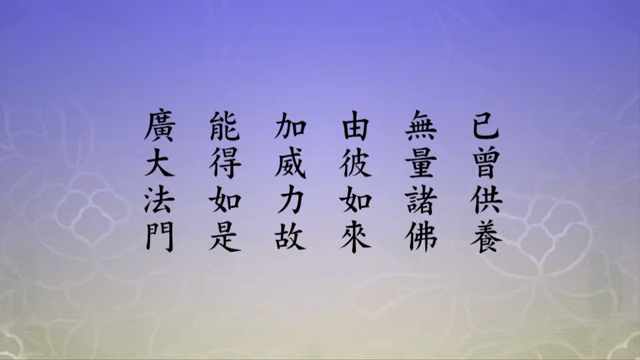 已曾供養
無量諸佛
由彼如來
加威力故
能得如是
廣大法門